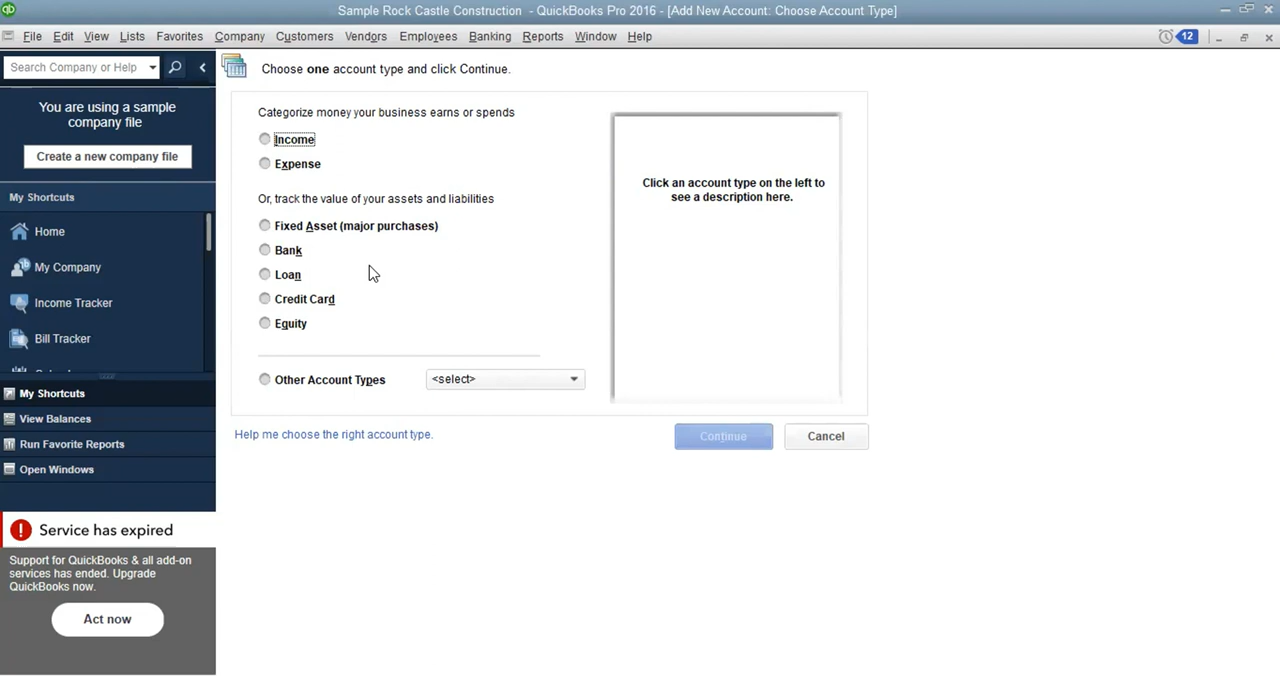 Sample Rock Castle Construction - QuickBooks Pro 2016 - [Add New Account: Choose Account Type]
File Edit View Lists Favorites Company Customers Vendors Employees Banking Reports Window Help
12
Search Company or Help
Choose one account type and click Continue.
You are using a sample
company file
Create a new company file
My Shortcuts
Home
My Company
Income Tracker
Bill Tracker
My Shortcuts
View Balances
Run Favorite Reports
Open Windows
Service has expired
Support for QuickBooks & all add-on
services has ended. Upgrade
QuickBooks now.
Act now
Categorize money your business earns or spends
Income
Expense
Or, track the value of your assets and liabilities
Fixed Asset (major purchases)
Bank
Loan
Credit Card
Equity
Other Account Types
<select>
Click an account type on the left to
see a description here.
Help me choose the right account type.
Continue
Cancel